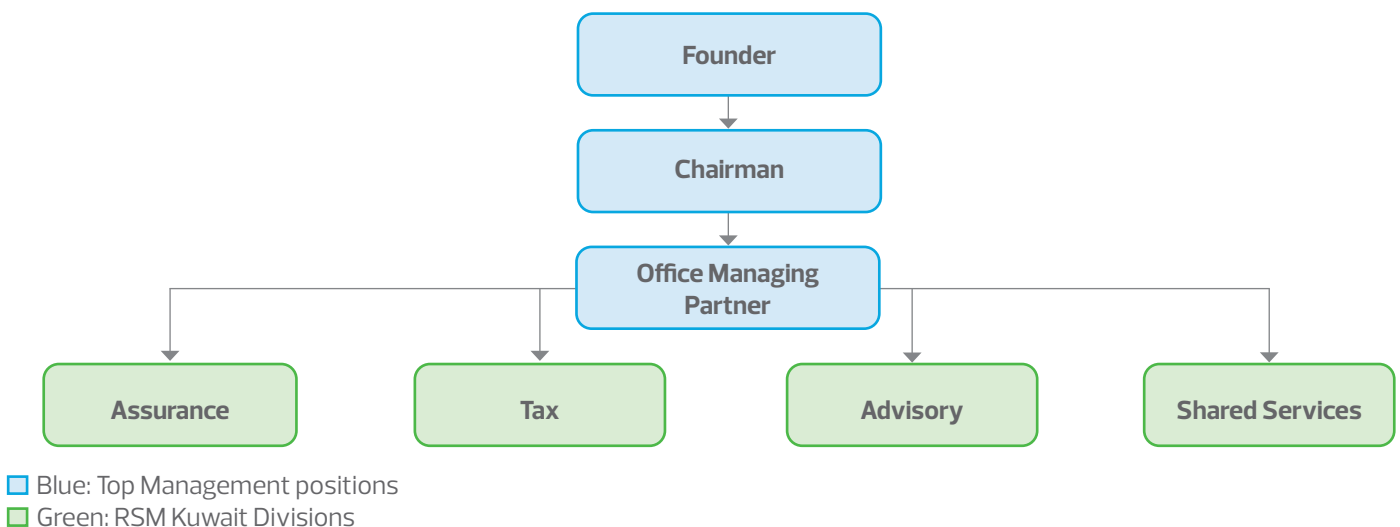 Founder
Chairman
Office Managing
Partner
Assurance
Tax
Advisory
Shared Services
Blue: Top Management positions
Green: RSM Kuwait Divisions